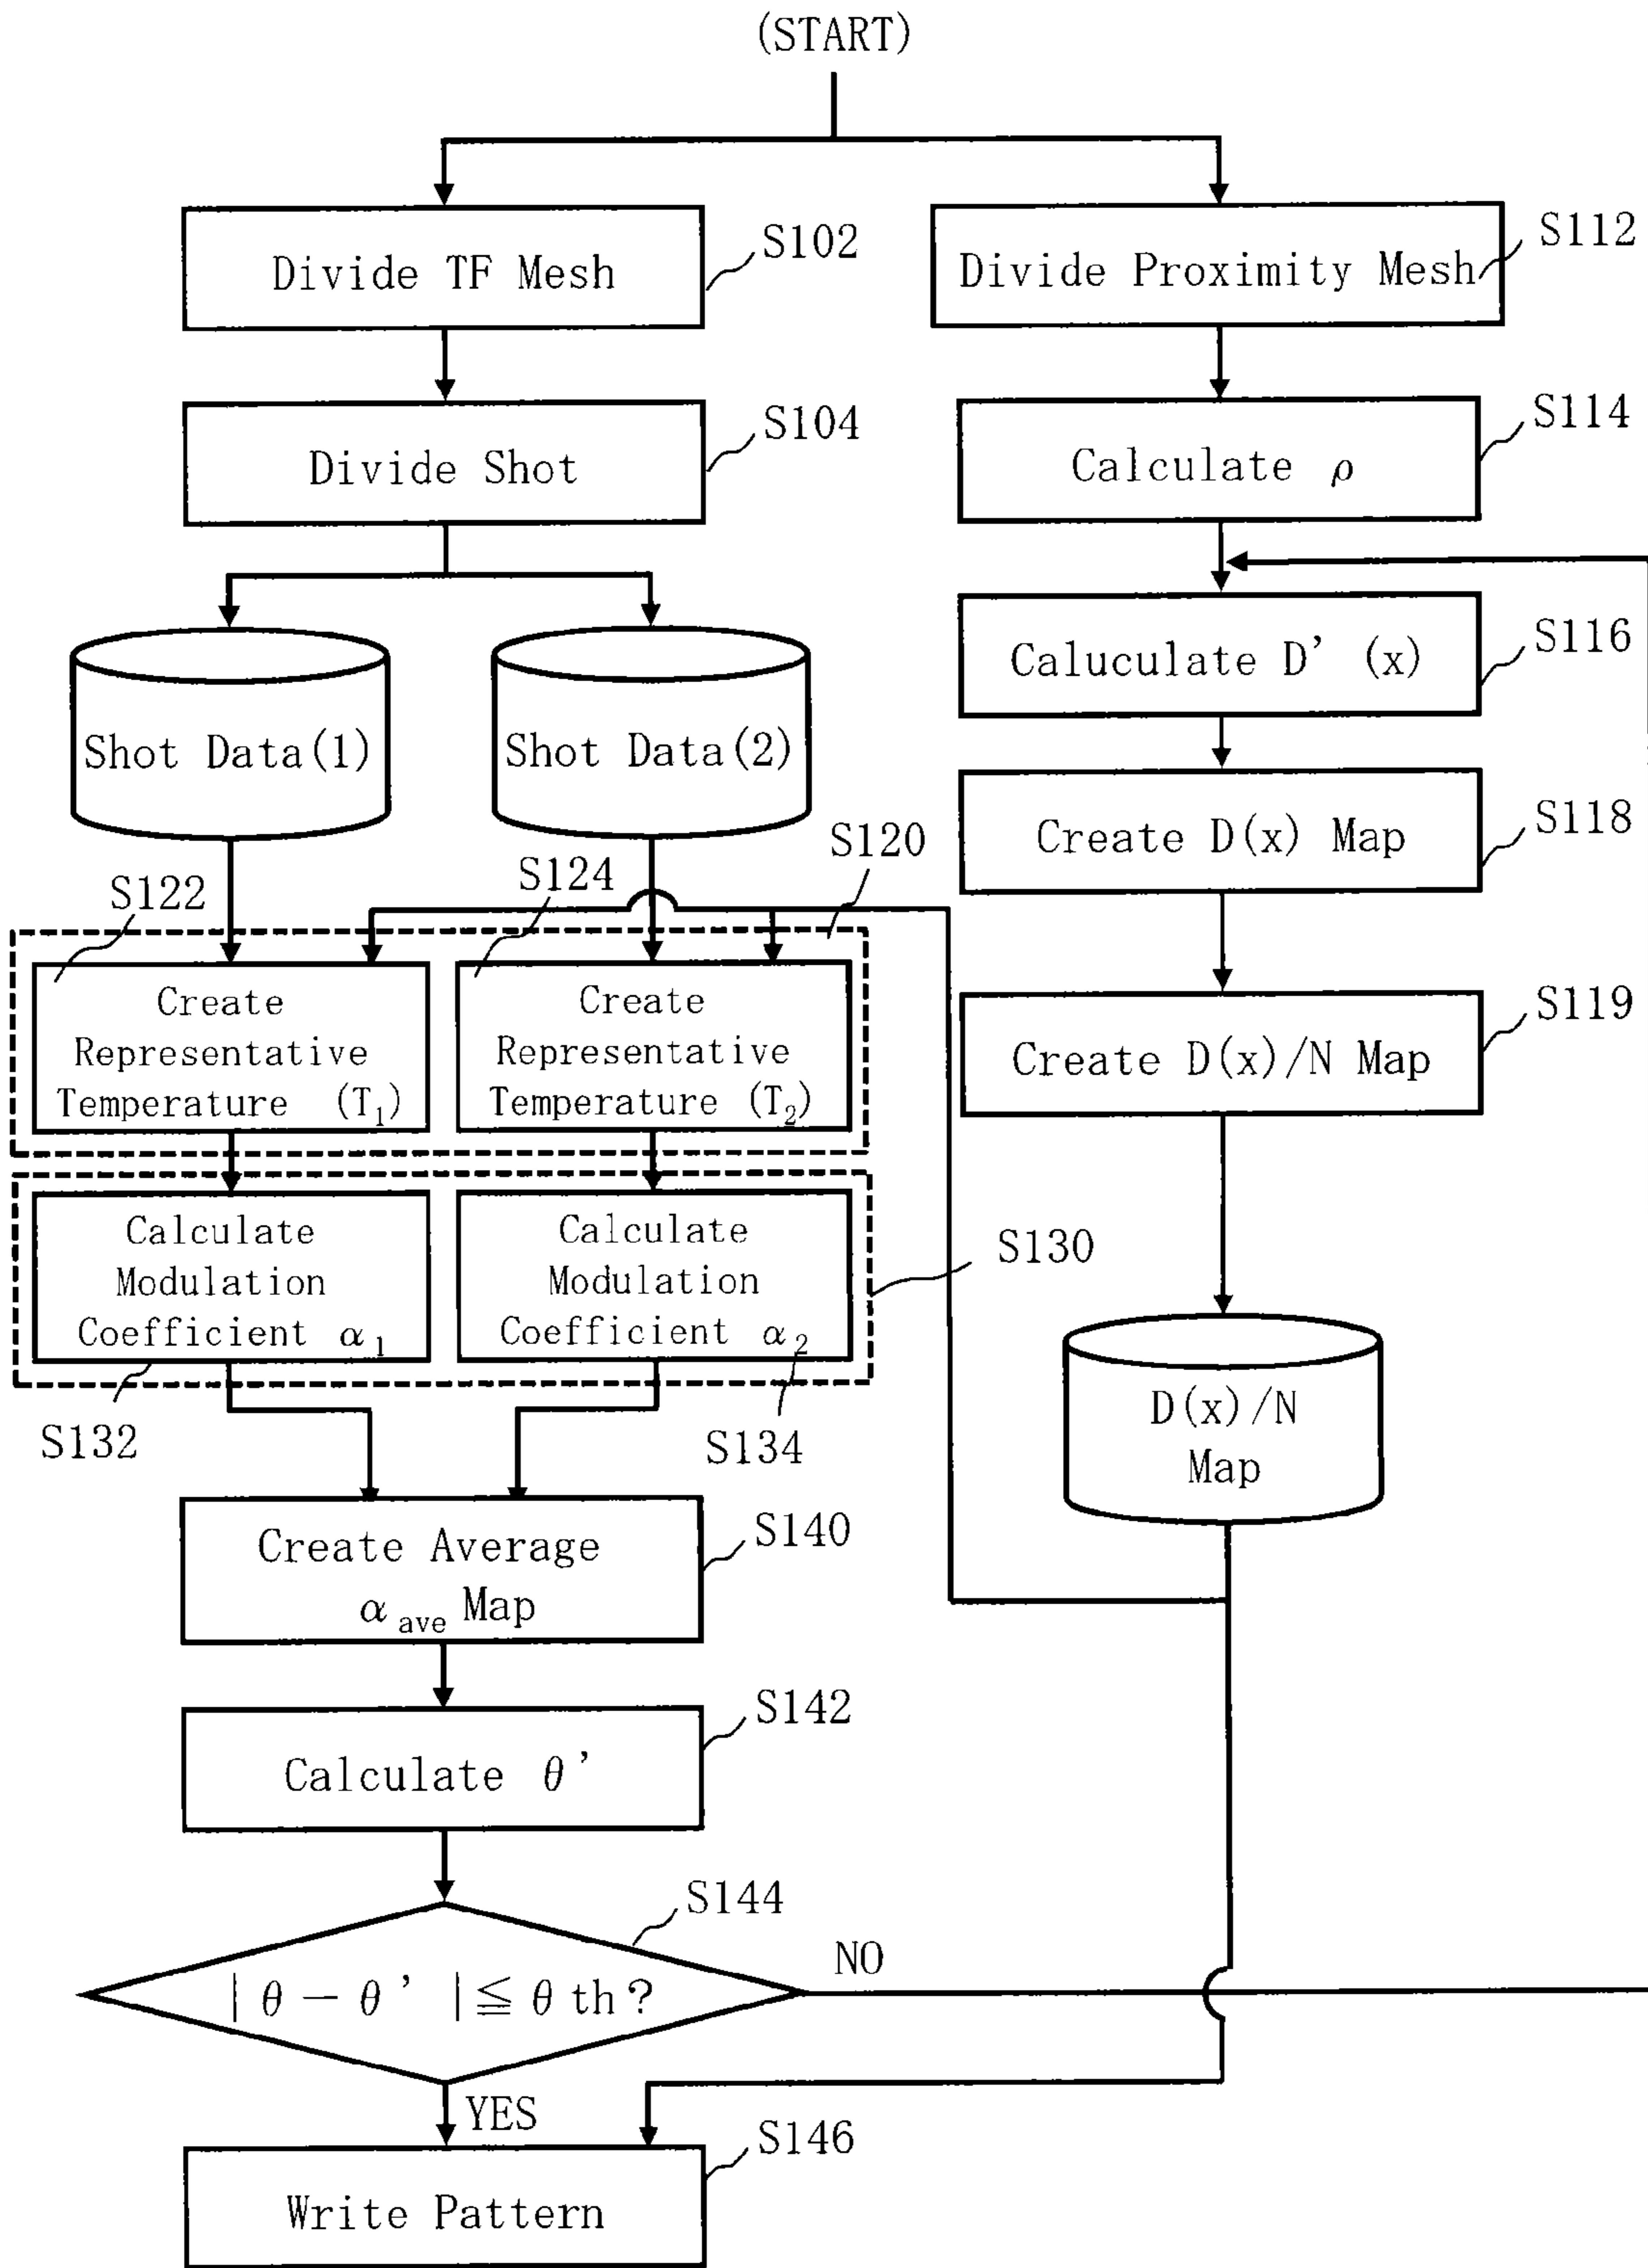 (START)
Divide TF Mesh
S102
Divide Proximity Mesh
S112
Divide Shot
S104
Calculate ρ
S114
Shot Data(1)
Shot Data(2)
Caluculate D' (x)
S116
Create D(x) Map
S118
S120
S122
S124
Create
Representative
Temperature (T1)
Create
Representative
Temperature (T2)
Create D(x)/N Map
S119
Calculate
Modulation
Coefficient α1
Calculate
Modulation
Coefficient α2
S130
S132
S134
D(x)/N
Map
Create Average
αave Map
S140
Calculate θ'
S142
|θ − θ' |≦ θ th?
S144
NO
YES
Write Pattern
S146